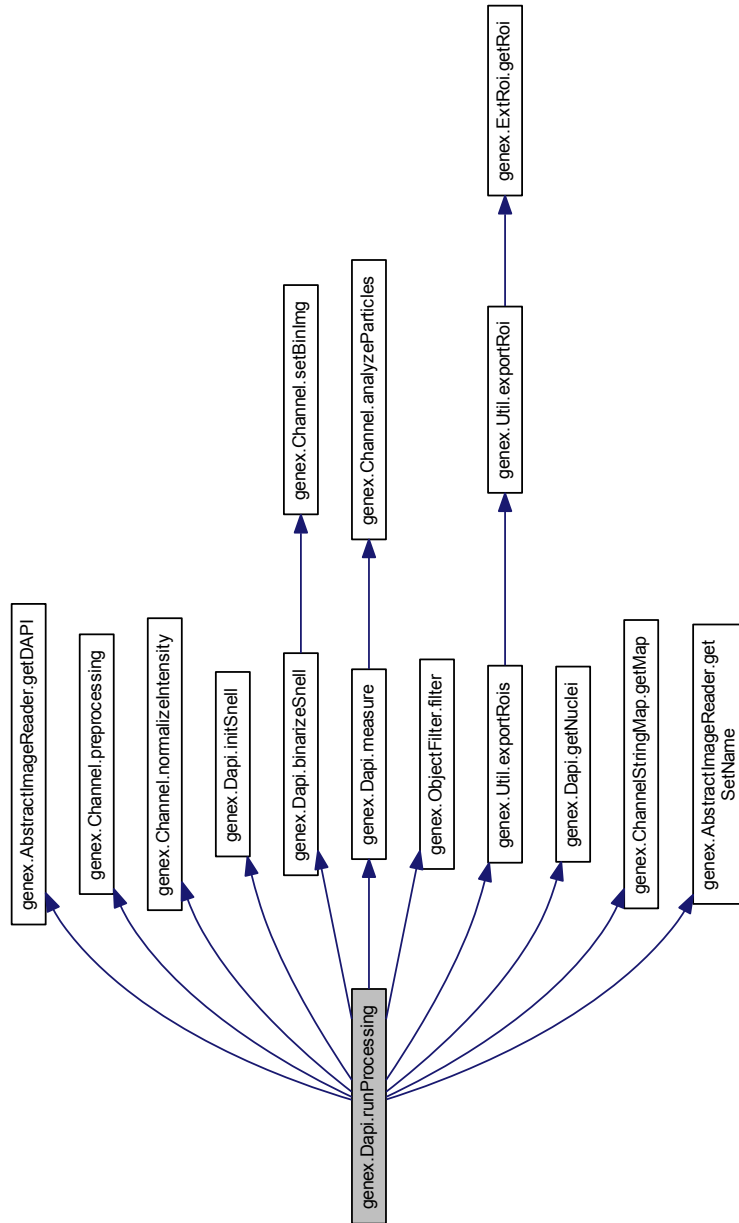 genex.Dapi.runProcessing
genex.AbstractImageReader.getDAPI
genex.Channel.preprocessing
genex.Channel.normalizeIntensity
genex.Dapi.initSnell
genex.Dapi.binarizeSnell
genex.Dapi.measure
genex.ObjectFilter.filter
genex.Util.exportRois
genex.Dapi.getNuclei
genex.ChannelStringMap.getMap
genex.AbstractImageReader.get
SetName
genex.Channel.setBinImg
genex.Channel.analyzeParticles
genex.Util.exportRoi
genex.ExtRoi.getRoi